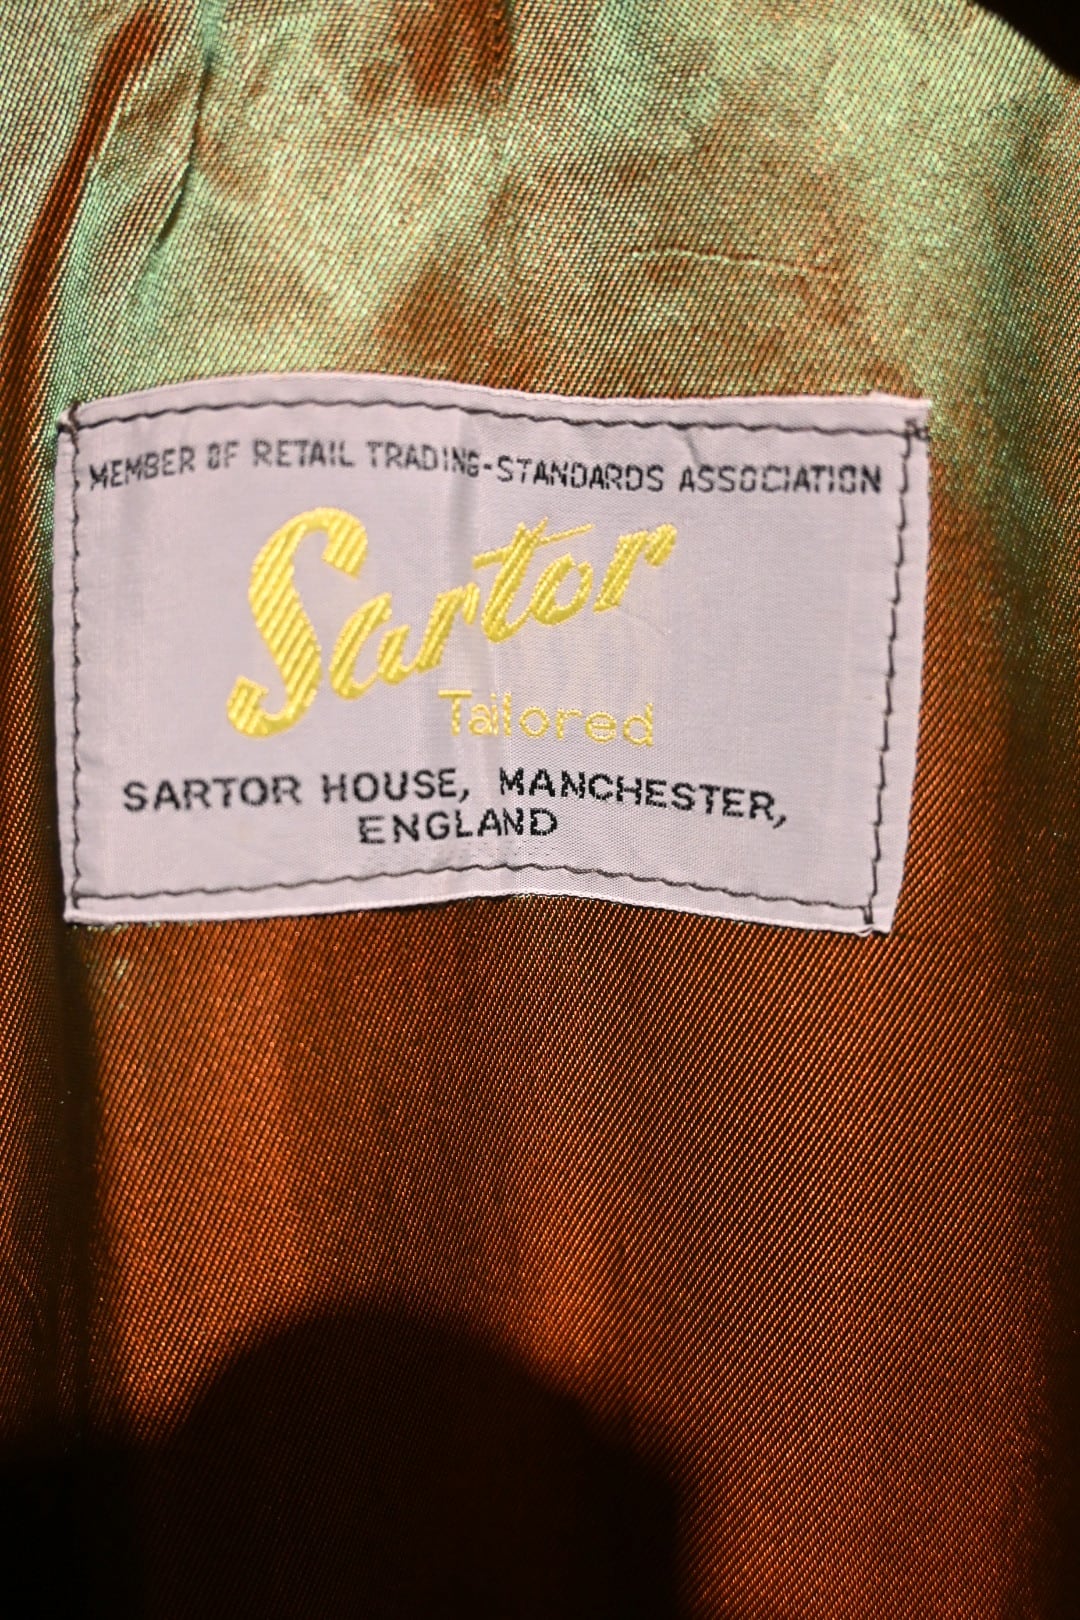 MEMBER OF RETAIL TRADING-STANDARDS ASSOCIATION
Sartor
Tailored
SARTOR HOUSE, MANCHESTER,
ENGLAND